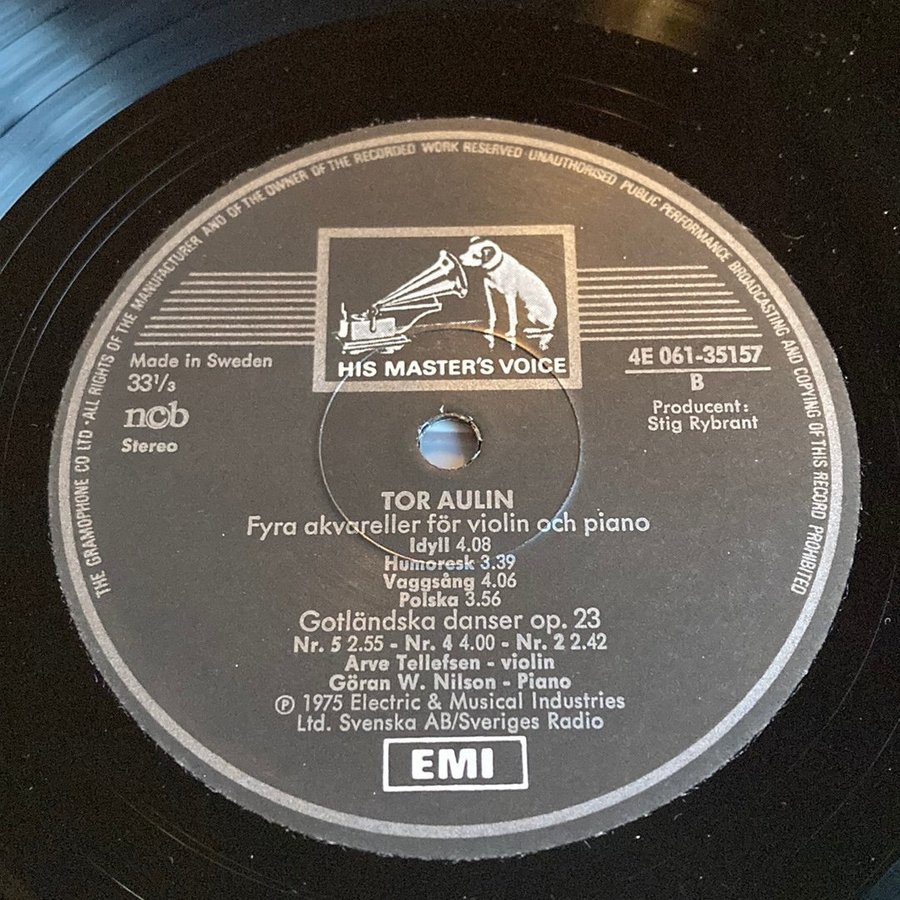 THE GRAMOPHONE CO LTD · ALL RIGHTS OF THE MANUFACTURER AND OF THE OWNER OF THE RECORDED WORK RESERVED · UNAUTHORISED PUBLIC PERFORMANCE BROADCASTING AND COPYING OF THIS RECORD PROHIBITED
HIS MASTER'S VOICE
Made in Sweden
33⅓
ncb
Stereo
4E 061-35157
B
Producent:
Stig Rybrant
TOR AULIN
Fyra akvareller för violin och piano
Idyll 4.08
Humoresk 3.39
Vaggsång 4.06
Polska 3.56
Gotländska danser op. 23
Nr. 5 2.55 - Nr. 4 4.00 - Nr. 2 2.42
Arve Tellefsen - violin
Göran W. Nilson - Piano
℗ 1975 Electric & Musical Industries
Ltd. Svenska AB/Sveriges Radio
EMI